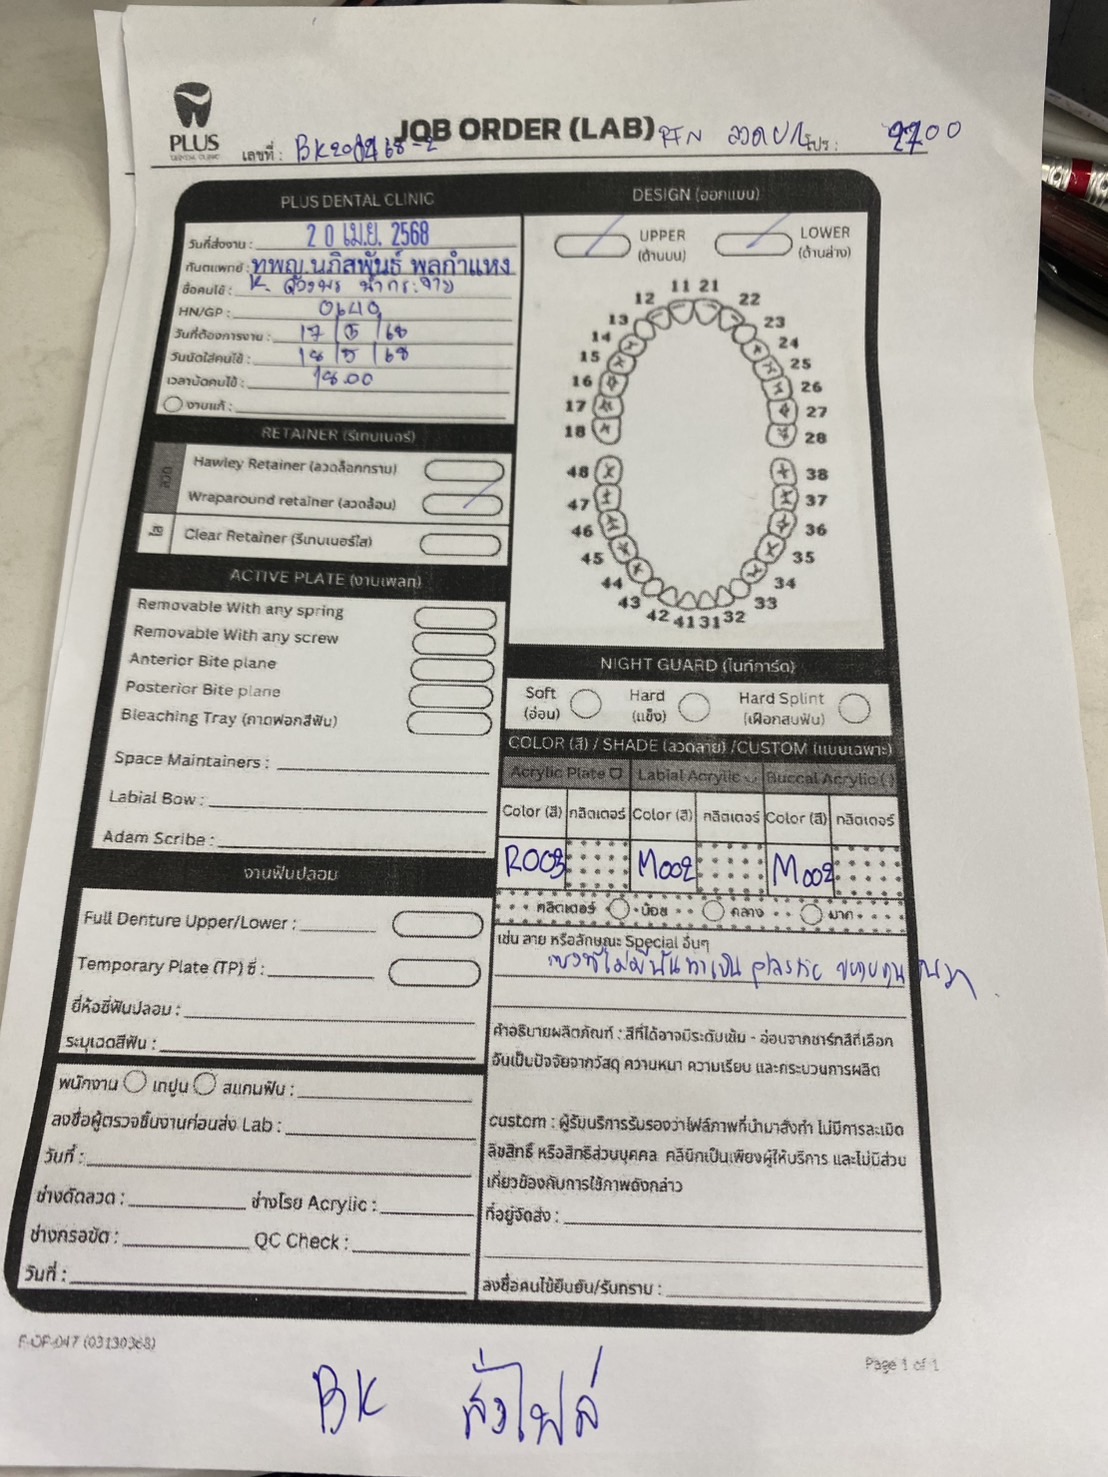 PLUS
DENTAL CLINIC
JOB ORDER (LAB)
เลขที่ :
โปร :
PLUS DENTAL CLINIC
วันที่ส่งงาน : 20 เม.ย. 2568
ทันตแพทย์ : ทพญ.นภิสพันธ์ พลกำแหง
ชื่อคนไข้ : K.
HN/GP : 0640
วันที่ต้องการงาน : 17 / 5 / 68
วันนัดใส่คนไข้ : 18 / 5 / 68
เวลานัดคนไข้ : 18.00
งานแก้ :
RETAINER (รีเทนเนอร์)
ลวด
Hawley Retainer (ลวดล็อกกราม)
Wraparound retainer (ลวดล้อม)
ใส
Clear Retainer (รีเทนเนอร์ใส)
ACTIVE PLATE (งานเพลท)
Removable With any spring
Removable With any screw
Anterior Bite plane
Posterior Bite plane
Bleaching Tray (ถาดฟอกสีฟัน)
Space Maintainers :
Labial Bow :
Adam Scribe :
งานฟันปลอม
Full Denture Upper/Lower :
Temporary Plate (TP) ซี่ :
ยี่ห้อซี่ฟันปลอม :
ระบุเฉดสีฟัน :
พนักงาน เทปูน สแกนฟัน :
ลงชื่อผู้ตรวจชิ้นงานก่อนส่ง Lab :
วันที่ :
ช่างดัดลวด : ช่างโรย Acrylic :
ช่างกรอขัด : QC Check :
วันที่ :
DESIGN (ออกแบบ)
UPPER
(ด้านบน)
LOWER
(ด้านล่าง)
11 21
12 22
13 23
14 24
15 25
16 26
17 27
18 28
48 38
47 37
46 36
45 35
44 34
43 33
42 41 31 32
NIGHT GUARD (ไนท์การ์ด)
Soft
(อ่อน)
Hard
(แข็ง)
Hard Splint
(เฝือกสบฟัน)
COLOR (สี) / SHADE (ลวดลาย) /CUSTOM (แบบเฉพาะ)
Acrylic Plate Labial Acrylic Buccal Acrylic
Color (สี) กลิตเตอร์ Color (สี) กลิตเตอร์ Color (สี) กลิตเตอร์
R003 M002 M002
กลิตเตอร์ น้อย กลาง มาก
เช่น ลาย หรือลักษณะ Special อื่นๆ
plastic
คำอธิบายผลิตภัณฑ์ : สีที่ได้อาจมีระดับเข้ม - อ่อนจากชาร์ทสีที่เลือก
อันเป็นปัจจัยจากวัสดุ ความหนา ความเรียบ และกระบวนการผลิต
custom : ผู้รับบริการรับรองว่าไฟล์ภาพที่นำมาสั่งทำ ไม่มีการละเมิด
ลิขสิทธิ์ หรือสิทธิส่วนบุคคล คลินิกเป็นเพียงผู้ให้บริการ และไม่มีส่วน
เกี่ยวข้องกับการใช้ภาพดังกล่าว
ที่อยู่จัดส่ง :
ลงชื่อคนไข้ยืนยัน/รับทราบ :
F-OP-047 (03130368)
Page 1 of 1
BK สั่งไฟล์